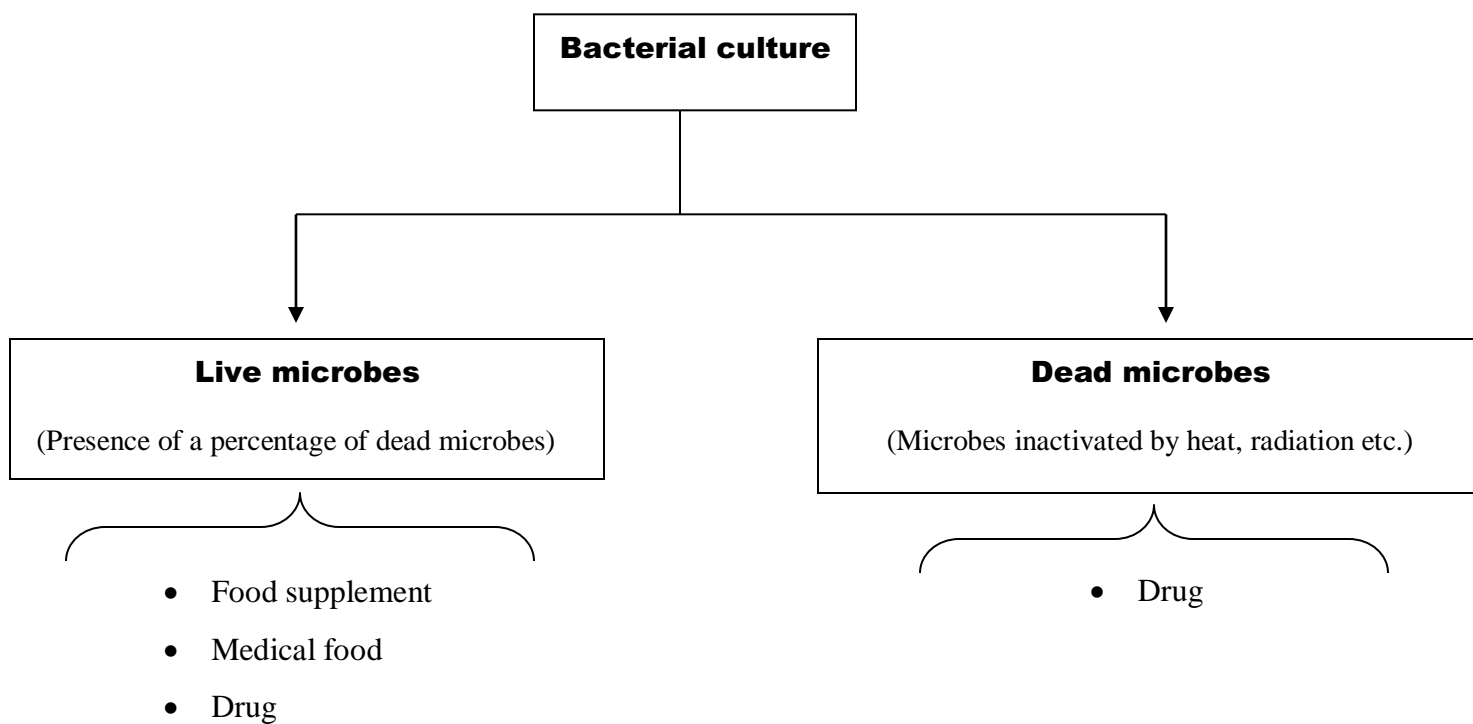 Bacterial culture
Live microbes
(Presence of a percentage of dead microbes)
• Food supplement
• Medical food
• Drug
Dead microbes
(Microbes inactivated by heat, radiation etc.)
• Drug